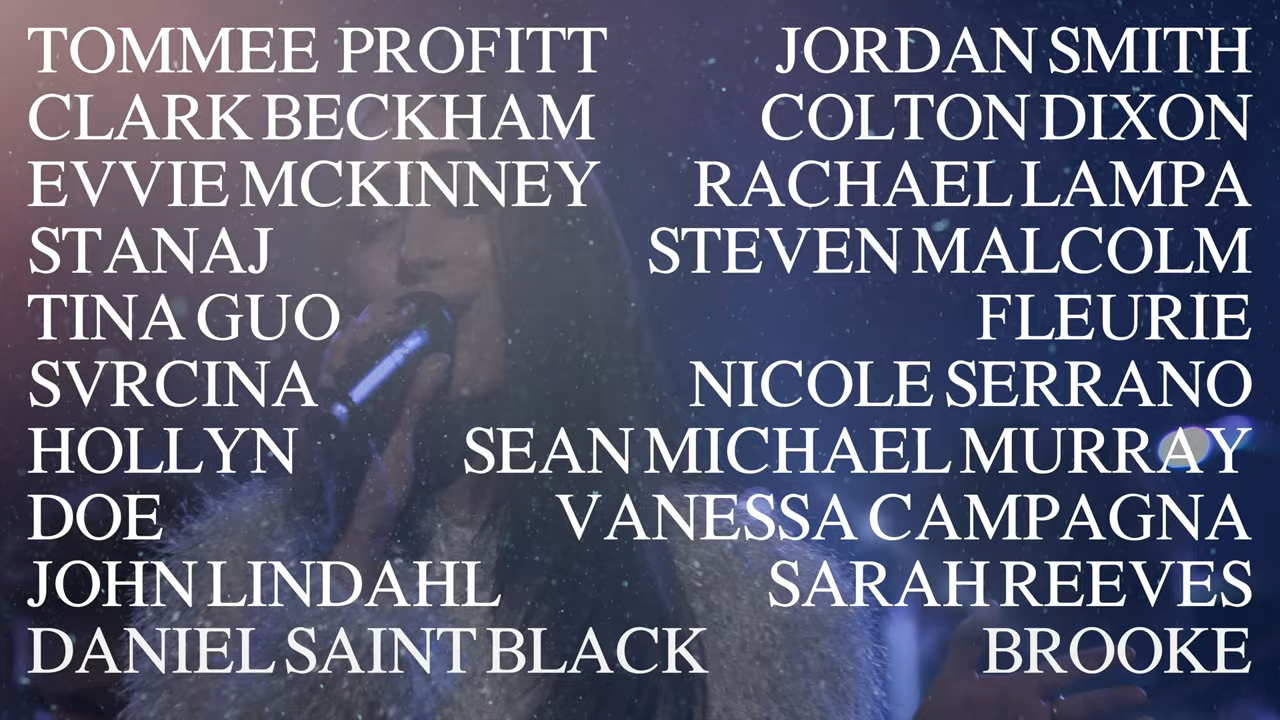 TOMMEE PROFITT
CLARK BECKHAM
EVVIE MCKINNEY
STANAJ
TINA GUO
SVRCINA
HOLLYN
DOE
JOHN LINDAHL
DANIEL SAINT BLACK
JORDAN SMITH
COLTON DIXON
RACHAEL LAMPA
STEVEN MALCOLM
FLEURIE
NICOLE SERRANO
SEAN MICHAEL MURRAY
VANESSA CAMPAGNA
SARAH REEVES
BROOKE